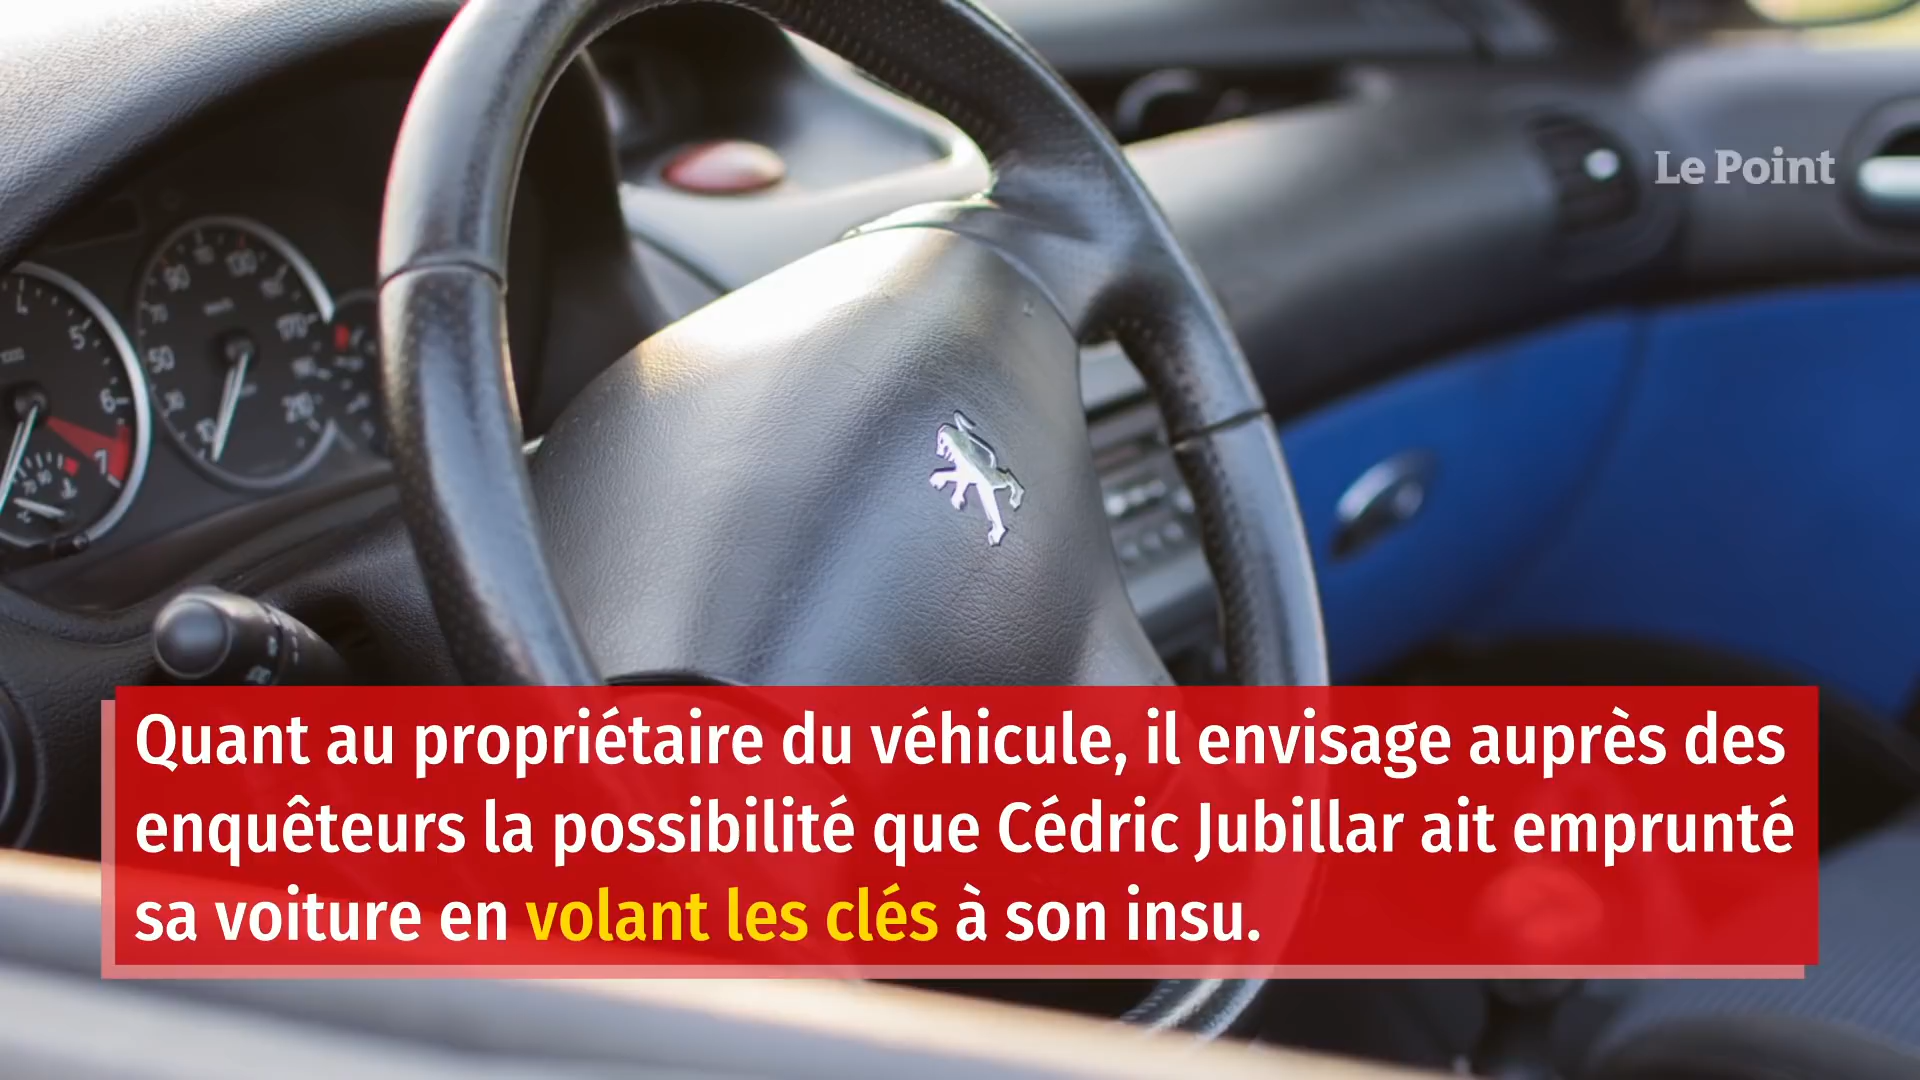 Le Point
Quant au propriétaire du véhicule, il envisage auprès des
enquêteurs la possibilité que Cédric Jubillar ait emprunté
sa voiture en volant les clés à son insu.